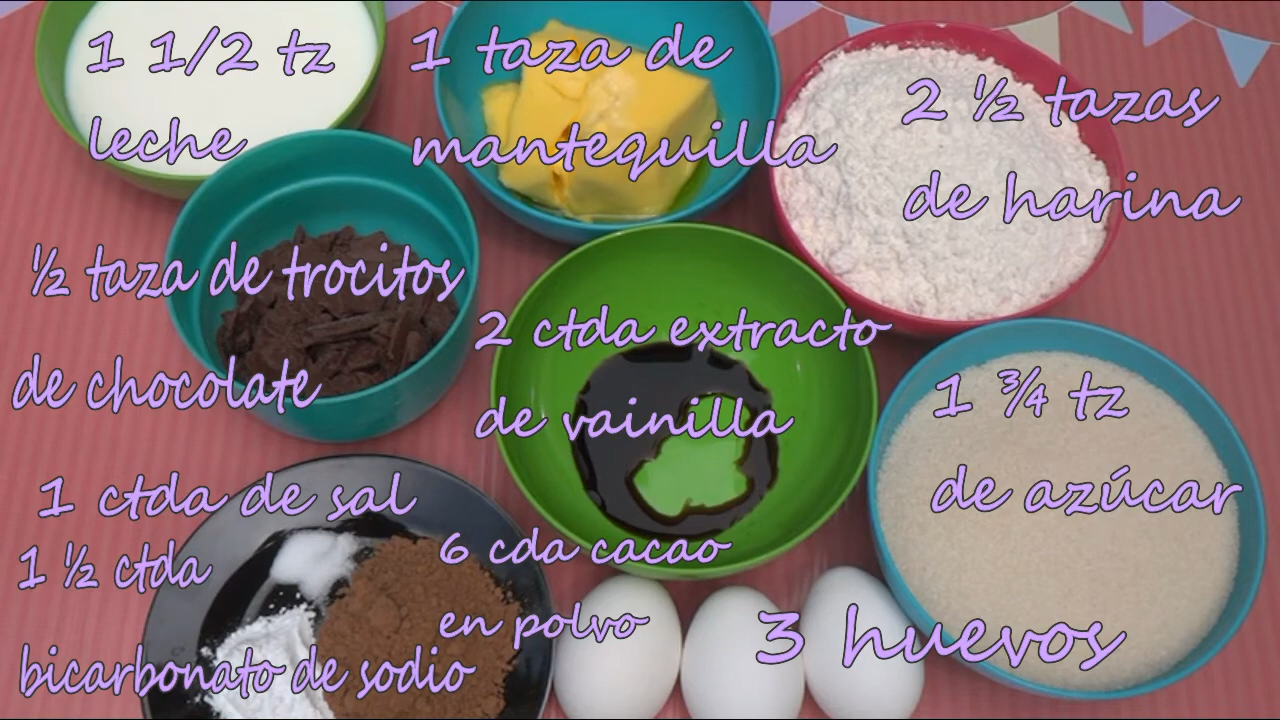 1 1/2 tz
leche
1 taza de
mantequilla
2 ½ tazas
de harina
½ taza de trocitos
de chocolate
2 ctda extracto
de vainilla
1 ¾ tz
de azúcar
1 ctda de sal
1 ½ ctda
bicarbonato de sodio
6 cda cacao
en polvo
3 huevos